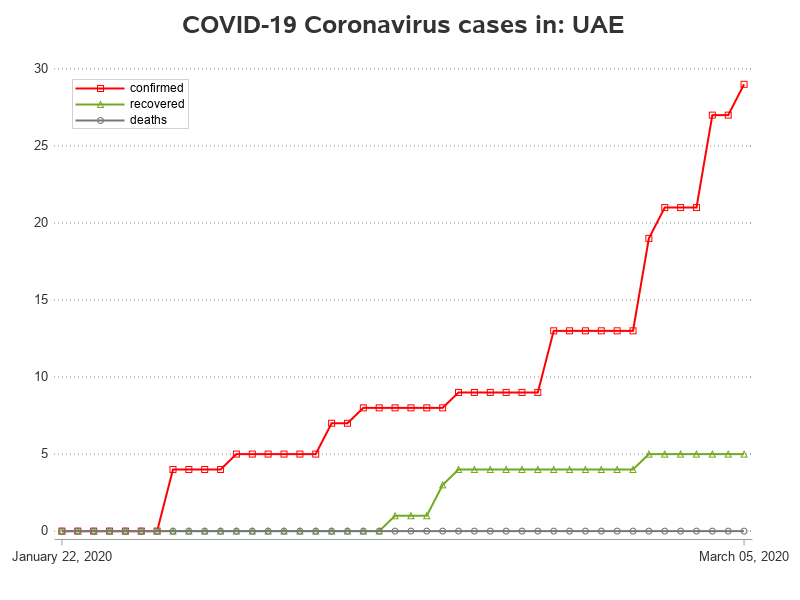 COVID-19 Coronavirus cases in: UAE
30
confirmed
recovered
deaths
25
20
15
10
5
0
January 22, 2020
March 05, 2020